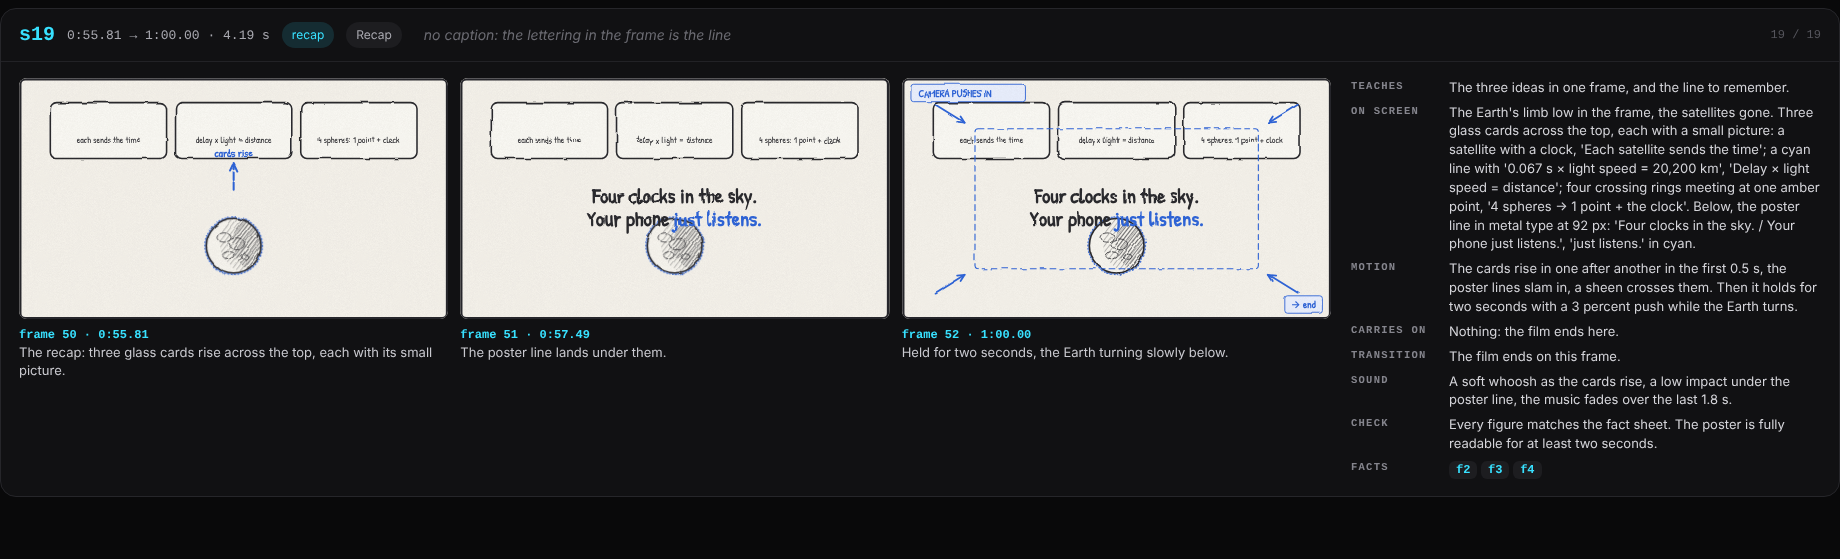 s19 0:55.81 → 1:00.00 · 4.19 s recap Recap no caption: the lettering in the frame is the line 19 / 19
each sends the time
delay x light = distance
4 spheres: 1 point + clock
cards rise
frame 50 · 0:55.81
The recap: three glass cards rise across the top, each with its small
picture.
each sends the time
delay x light = distance
4 spheres: 1 point + clock
Four clocks in the sky.
Your phone just listens.
frame 51 · 0:57.49
The poster line lands under them.
CAMERA PUSHES IN
each sends the time
delay x light = distance
4 spheres: 1 point + clock
Four clocks in the sky.
Your phone just listens.
→ end
frame 52 · 1:00.00
Held for two seconds, the Earth turning slowly below.
TEACHES The three ideas in one frame, and the line to remember.
ON SCREEN The Earth's limb low in the frame, the satellites gone. Three
glass cards across the top, each with a small picture: a
satellite with a clock, 'Each satellite sends the time'; a cyan
line with '0.067 s × light speed = 20,200 km', 'Delay × light
speed = distance'; four crossing rings meeting at one amber
point, '4 spheres → 1 point + the clock'. Below, the poster
line in metal type at 92 px: 'Four clocks in the sky. / Your
phone just listens.', 'just listens.' in cyan.
MOTION The cards rise in one after another in the first 0.5 s, the
poster lines slam in, a sheen crosses them. Then it holds for
two seconds with a 3 percent push while the Earth turns.
CARRIES ON Nothing: the film ends here.
TRANSITION The film ends on this frame.
SOUND A soft whoosh as the cards rise, a low impact under the
poster line, the music fades over the last 1.8 s.
CHECK Every figure matches the fact sheet. The poster is fully
readable for at least two seconds.
FACTS f2 f3 f4